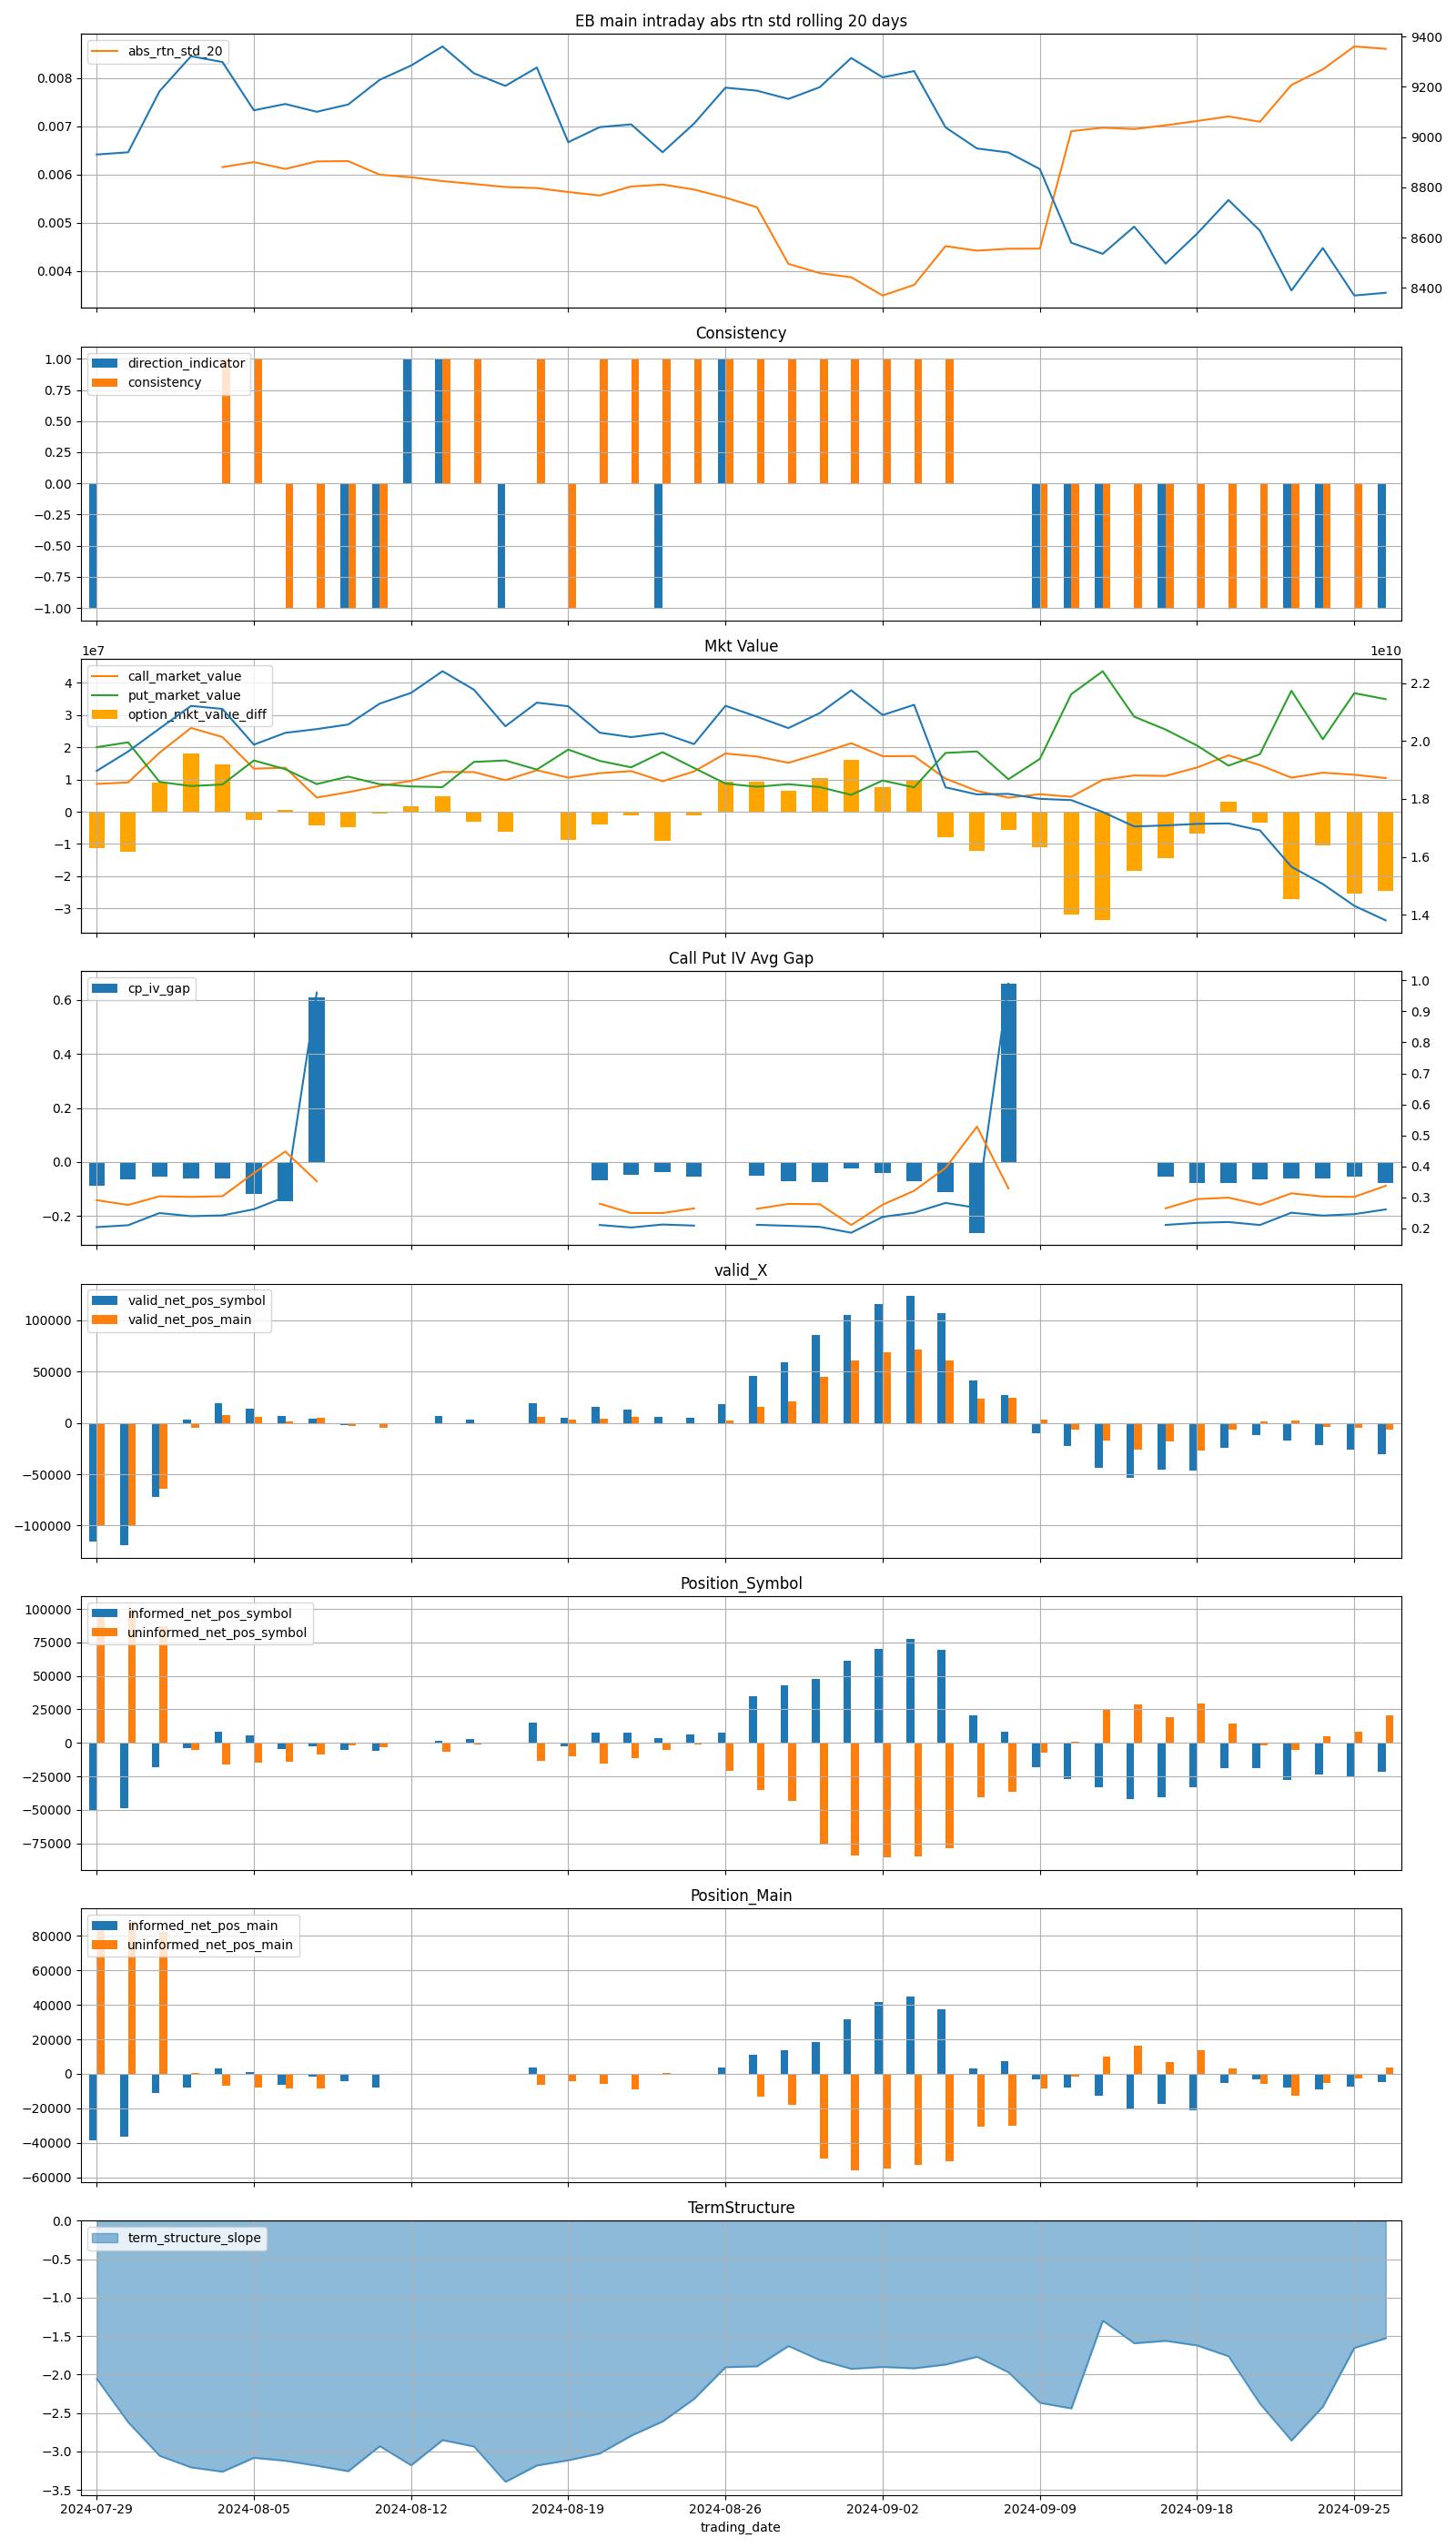 EB main intraday abs rtn std rolling 20 days
abs_rtn_std_20
0.008
0.007
0.006
0.005
0.004
9400
9200
9000
8800
8600
8400
Consistency
direction_indicator
consistency
1.00
0.75
0.50
0.25
0.00
−0.25
−0.50
−0.75
−1.00
Mkt Value
1e7
1e10
call_market_value
put_market_value
option_mkt_value_diff
4
3
2
1
0
−1
−2
−3
2.2
2.0
1.8
1.6
1.4
Call Put IV Avg Gap
cp_iv_gap
0.6
0.4
0.2
0.0
−0.2
1.0
0.9
0.8
0.7
0.6
0.5
0.4
0.3
0.2
valid_X
valid_net_pos_symbol
valid_net_pos_main
100000
50000
0
−50000
−100000
Position_Symbol
informed_net_pos_symbol
uninformed_net_pos_symbol
100000
75000
50000
25000
0
−25000
−50000
−75000
Position_Main
informed_net_pos_main
uninformed_net_pos_main
80000
60000
40000
20000
0
−20000
−40000
−60000
TermStructure
term_structure_slope
0.0
−0.5
−1.0
−1.5
−2.0
−2.5
−3.0
−3.5
2024-07-29 2024-08-05 2024-08-12 2024-08-19 2024-08-26 2024-09-02 2024-09-09 2024-09-18 2024-09-25
trading_date